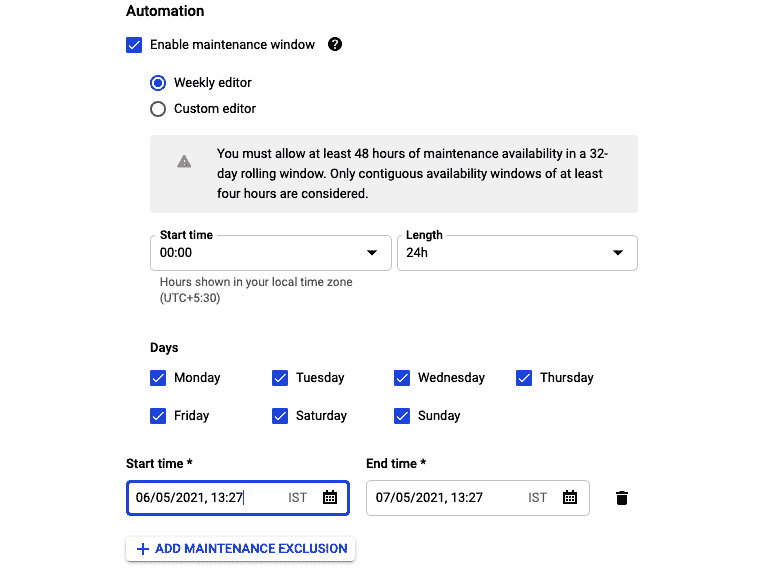 Automation
Enable maintenance window ?
Weekly editor
Custom editor
You must allow at least 48 hours of maintenance availability in a 32-
day rolling window. Only contiguous availability windows of at least
four hours are considered.
Start time Length
00:00 24h
Hours shown in your local time zone
(UTC+5:30)
Days
Monday Tuesday Wednesday Thursday
Friday Saturday Sunday
Start time * End time *
06/05/2021, 13:27 IST 07/05/2021, 13:27 IST
+ ADD MAINTENANCE EXCLUSION